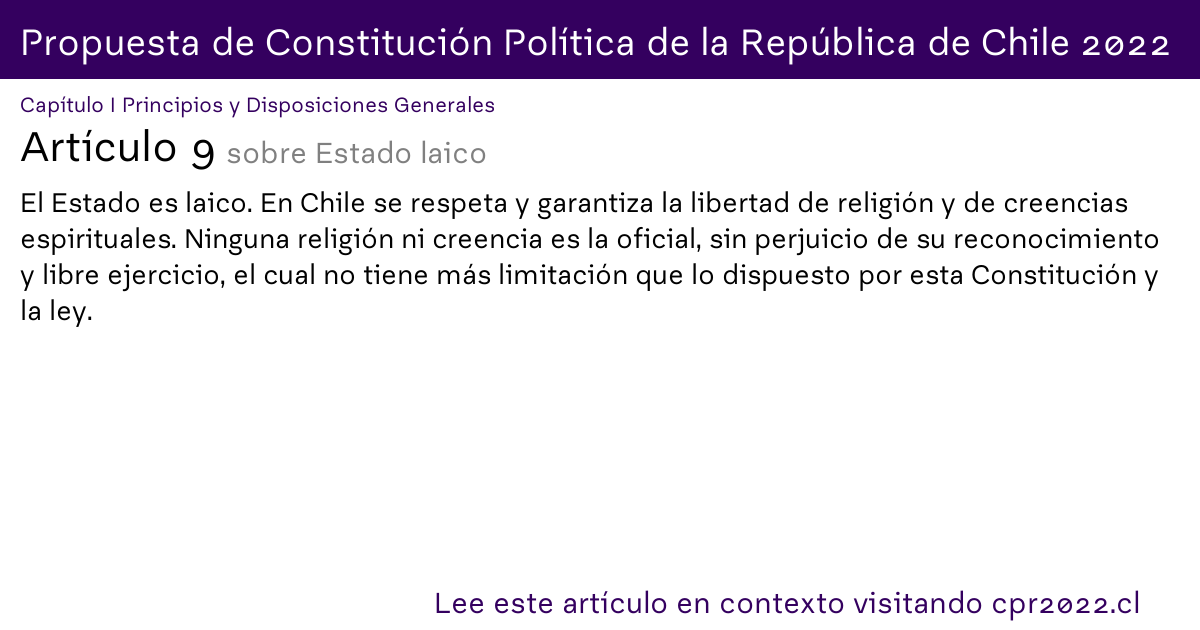 Propuesta de Constitución Política de la República de Chile 2022
Capítulo I Principios y Disposiciones Generales
Artículo 9 sobre Estado laico
El Estado es laico. En Chile se respeta y garantiza la libertad de religión y de creencias
espirituales. Ninguna religión ni creencia es la oficial, sin perjuicio de su reconocimiento
y libre ejercicio, el cual no tiene más limitación que lo dispuesto por esta Constitución y
la ley.
Lee este artículo en contexto visitando cpr2022.cl